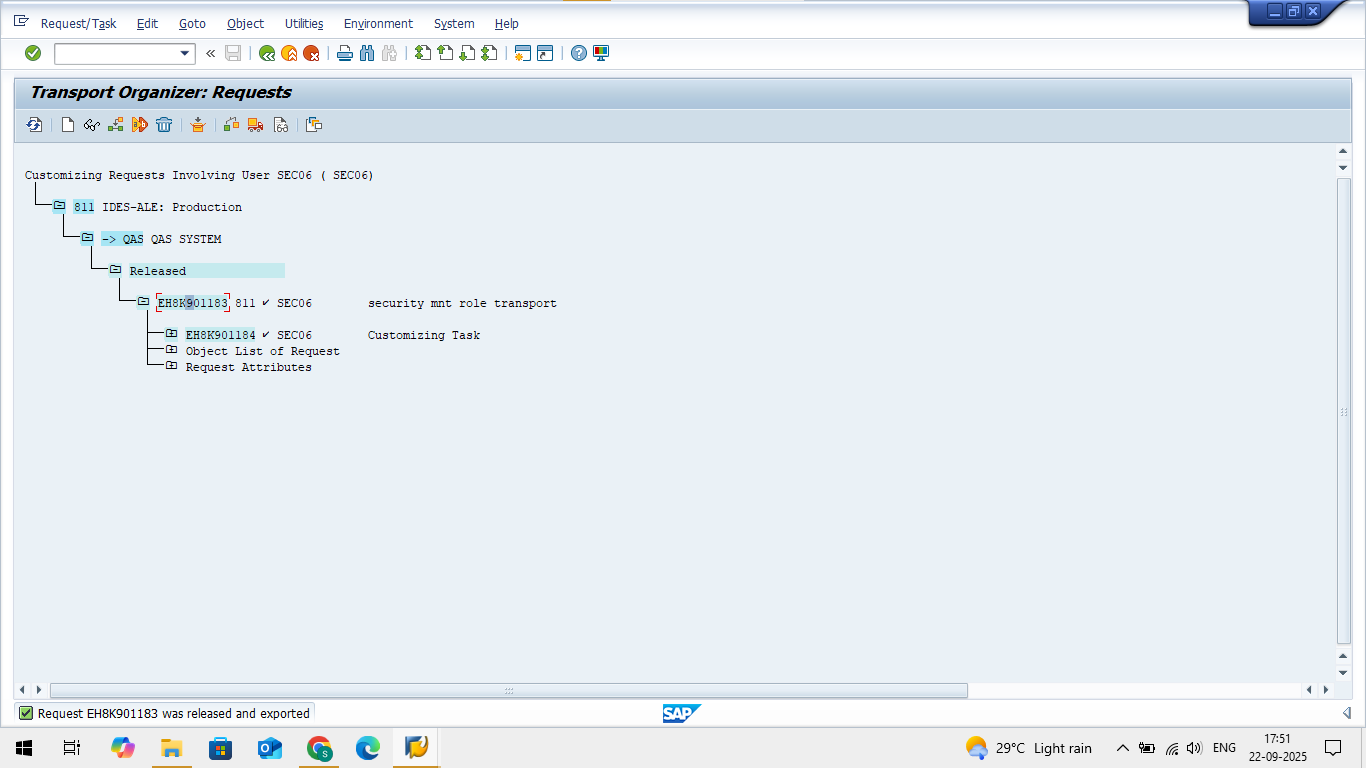 Request/Task Edit Goto Object Utilities Environment System Help
Transport Organizer: Requests
Customizing Requests Involving User SEC06 ( SEC06)
811 IDES-ALE: Production
-> QAS QAS SYSTEM
Released
EH8K901183 811 ✔ SEC06 security mnt role transport
EH8K901184 ✔ SEC06 Customizing Task
Object List of Request
Request Attributes
Request EH8K901183 was released and exported
SAP
29°C Light rain
ENG
17:51
22-09-2025